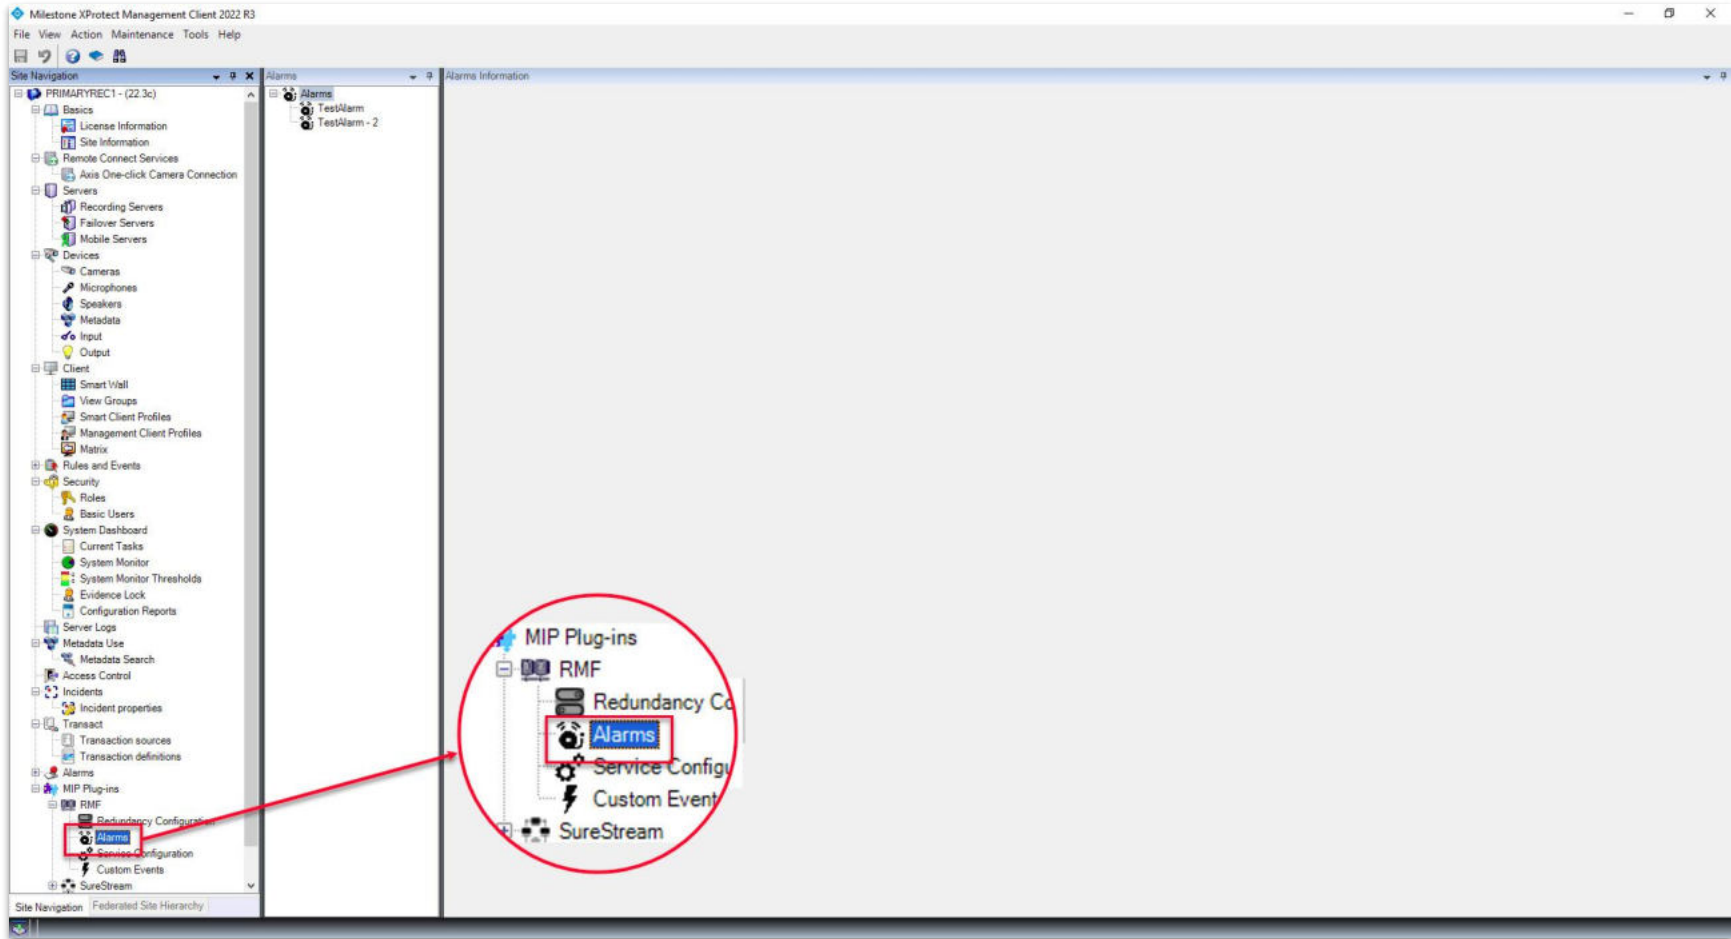 Milestone XProtect Management Client 2022 R3
File View Action Maintenance Tools Help
Site Navigation
PRIMARYREC1 - (22.3c)
Basics
License Information
Site Information
Remote Connect Services
Axis One-click Camera Connection
Servers
Recording Servers
Failover Servers
Mobile Servers
Devices
Cameras
Microphones
Speakers
Metadata
Input
Output
Client
Smart Wall
View Groups
Smart Client Profiles
Management Client Profiles
Matrix
Rules and Events
Security
Roles
Basic Users
System Dashboard
Current Tasks
System Monitor
System Monitor Thresholds
Evidence Lock
Configuration Reports
Server Logs
Metadata Use
Metadata Search
Access Control
Incidents
Incident properties
Transact
Transaction sources
Transaction definitions
Alarms
MIP Plug-ins
RMF
Redundancy Configuration
Alarms
Service Configuration
Custom Events
SureStream
Site Navigation Federated Site Hierarchy
Alarms
Alarms
TestAlarm
TestAlarm - 2
Alarms Information
MIP Plug-ins
RMF
Redundancy Co
Alarms
Service Configu
Custom Event
SureStream